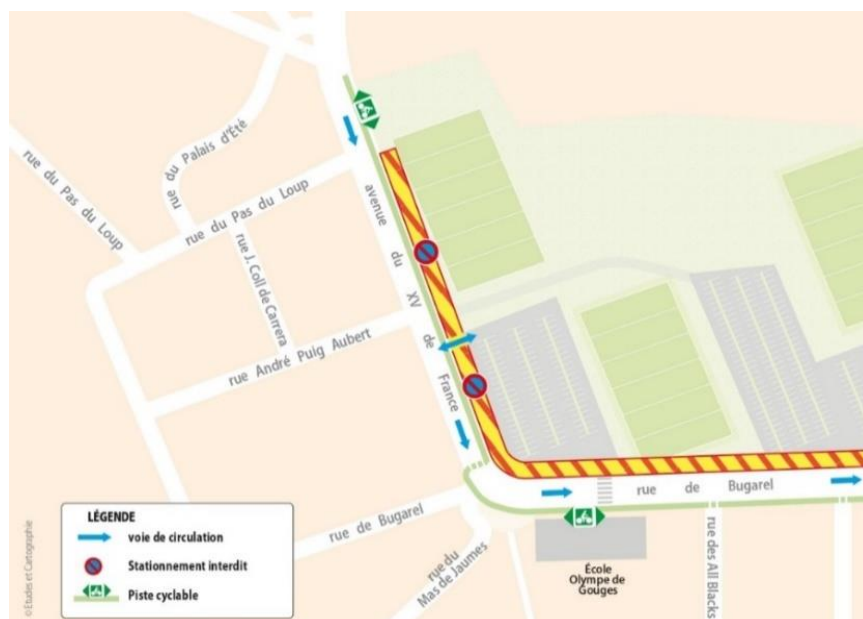 rue du Pas du Loup
rue du Palais d'Été
rue du Pas du Loup
rue J. Coll de Carrera
rue André Puig Aubert
avenue du XV de France
rue de Bugarel
rue de Bugarel
rue du
Mas de Jaumes
rue des All Blacks
École
Olympe de
Gouges
LÉGENDE
voie de circulation
Stationnement interdit
Piste cyclable
© Etudes et Cartographie